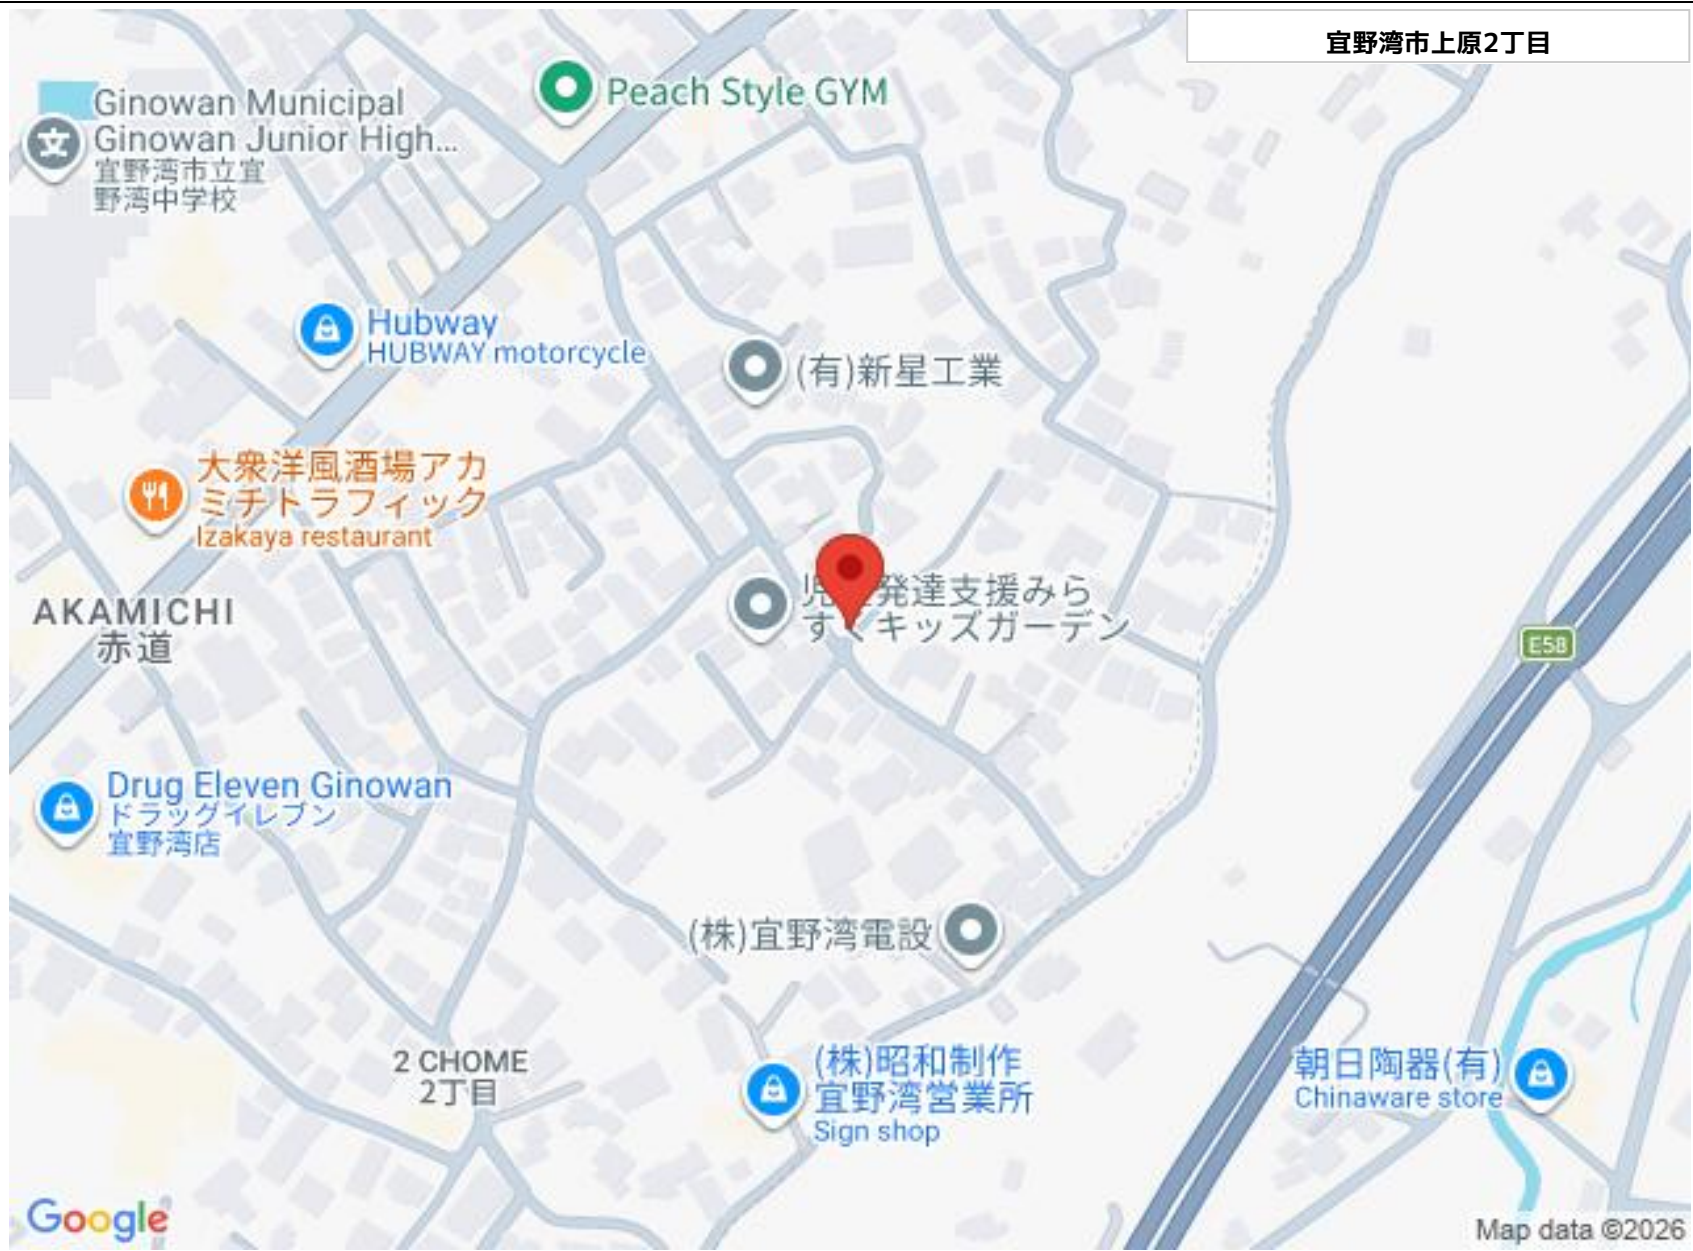 宜野湾市上原2丁目
Peach Style GYM
Ginowan Municipal
Ginowan Junior High...
宜野湾市立宜
野湾中学校
Hubway
HUBWAY motorcycle
(有)新星工業
大衆洋風酒場アカ
ミチトラフィック
Izakaya restaurant
児童発達支援みら
すくキッズガーデン
AKAMICHI
赤道
E58
Drug Eleven Ginowan
ドラッグイレブン
宜野湾店
(株)宜野湾電設
2 CHOME
2丁目
(株)昭和制作
宜野湾営業所
Sign shop
朝日陶器(有)
Chinaware store
Google
Map data ©2026